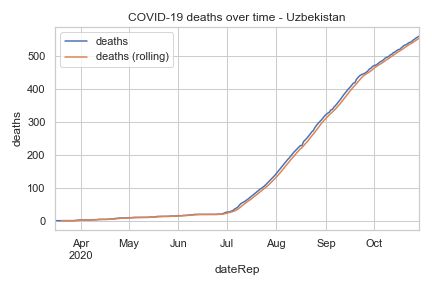 COVID-19 deaths over time - Uzbekistan
deaths
deaths (rolling)
500
400
300
200
100
0
deaths
Apr May Jun Jul Aug Sep Oct
2020
dateRep